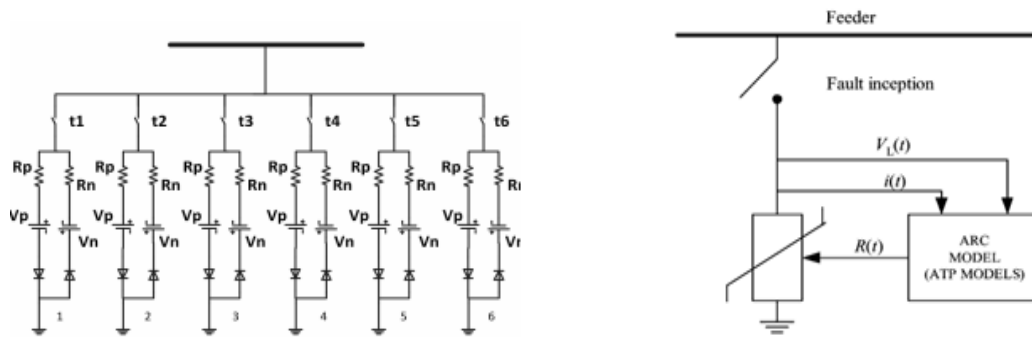 t1 t2 t3 t4 t5 t6
Rp Rn Rp Rn Rp Rn Rp Rn Rp Rn Rp Rn
Vp Vn Vp Vn Vp Vn Vp Vn Vp Vn Vp
1 2 3 4 5 6
Feeder
Fault inception
VL(t)
i(t)
R(t)
ARC
MODEL
(ATP MODELS)